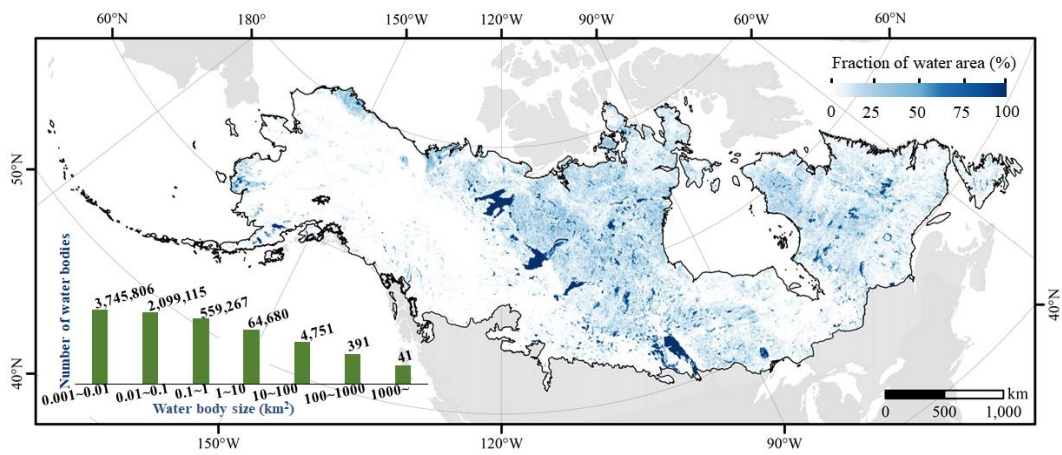 60°W 180° 150°W 120°W 90°W 60°W 60°W
Fraction of water area (%)
0 25 50 75 100
50°N
40°N
40°N
Number of water bodies
3,745,806
2,099,115
559,267
64,680
4,751
391
41
0.001~0.01 0.01~0.1 0.1~1 1~10 10~100 100~1000 1000~
Water body size (km²)
km
0 500 1,000
150°W 120°W 90°W